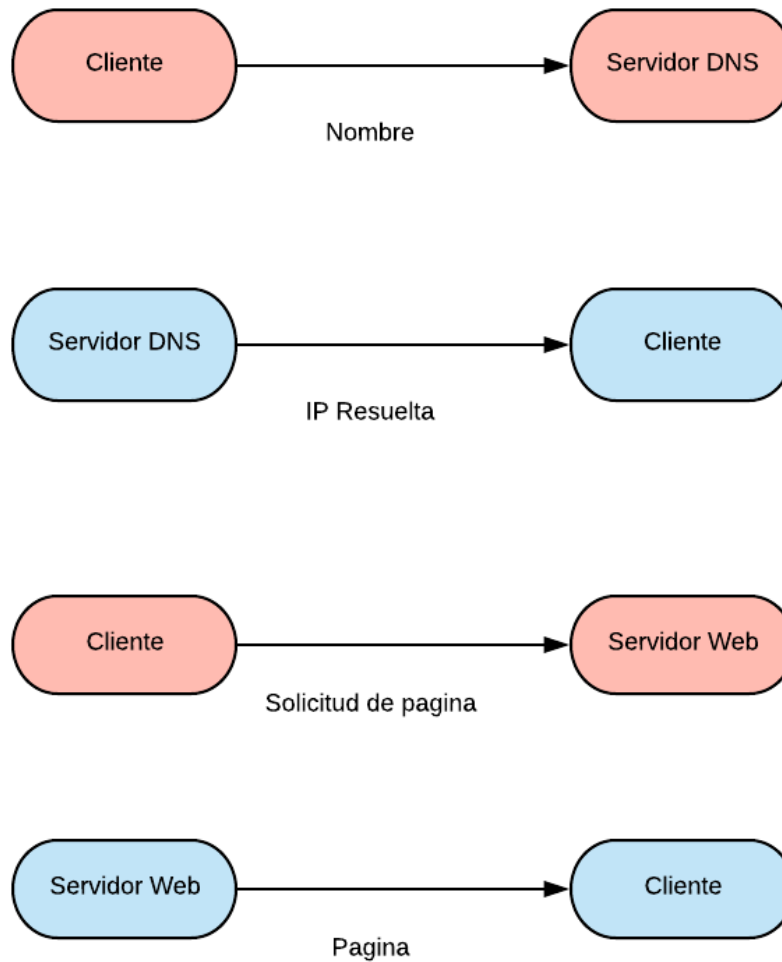 Cliente
Servidor DNS
Nombre
Servidor DNS
Cliente
IP Resuelta
Cliente
Servidor Web
Solicitud de pagina
Servidor Web
Cliente
Pagina